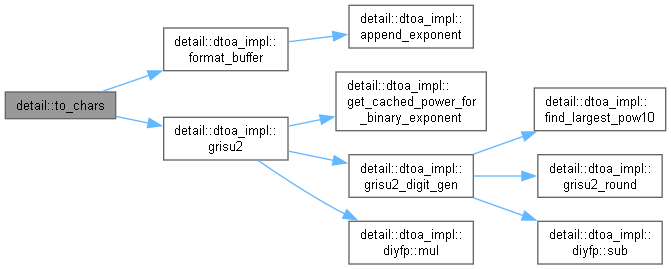 detail::to_chars
detail::dtoa_impl::
format_buffer
detail::dtoa_impl::
append_exponent
detail::dtoa_impl::
grisu2
detail::dtoa_impl::
get_cached_power_for
_binary_exponent
detail::dtoa_impl::
grisu2_digit_gen
detail::dtoa_impl::
diyfp::mul
detail::dtoa_impl::
find_largest_pow10
detail::dtoa_impl::
grisu2_round
detail::dtoa_impl::
diyfp::sub